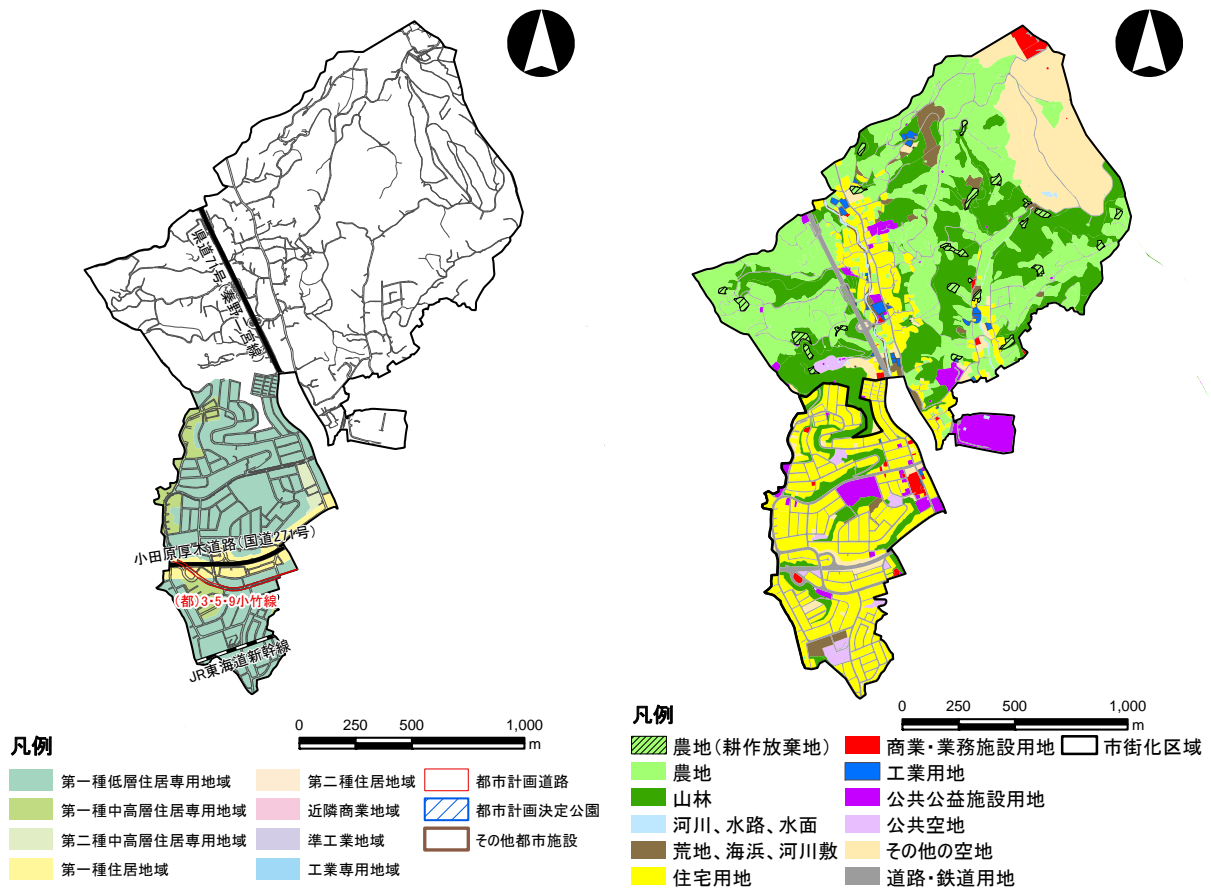 県道71号(秦野二宮線)
小田原厚木道路(国道271号)
(都)3・5・9小竹線
JR東海道新幹線
0 250 500 1,000
m
凡例
第一種低層住居専用地域
第一種中高層住居専用地域
第二種中高層住居専用地域
第一種住居地域
第二種住居地域
近隣商業地域
準工業地域
工業専用地域
都市計画道路
都市計画決定公園
その他都市施設
0 250 500 1,000
m
凡例
農地(耕作放棄地)
農地
山林
河川、水路、水面
荒地、海浜、河川敷
住宅用地
商業・業務施設用地
工業用地
公共公益施設用地
公共空地
その他の空地
道路・鉄道用地
市街化区域